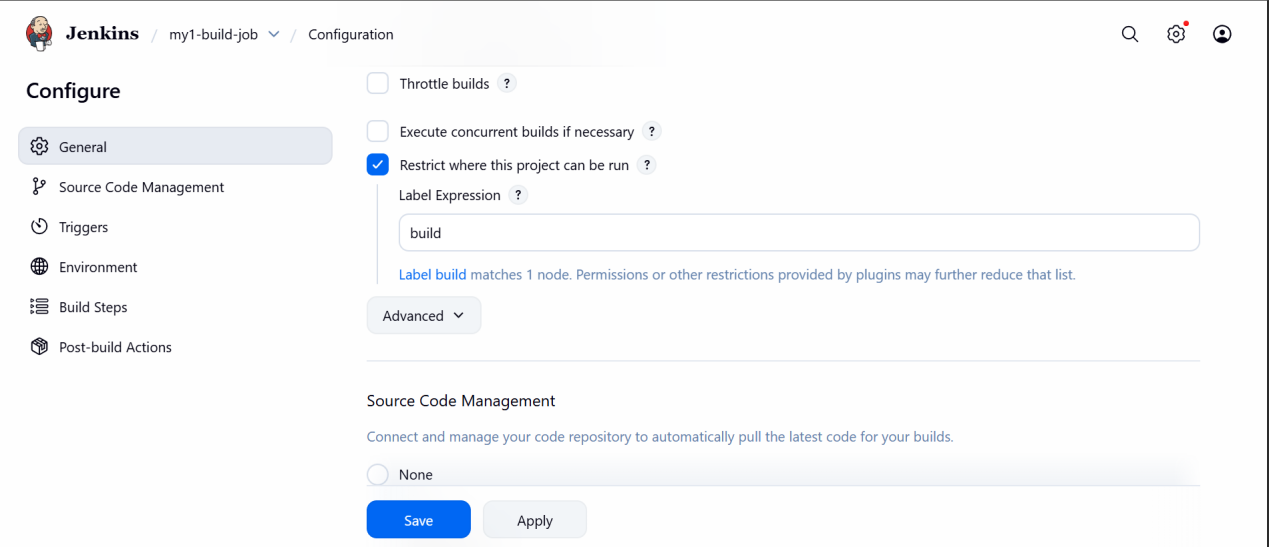 Jenkins / my1-build-job / Configuration
Configure
General
Source Code Management
Triggers
Environment
Build Steps
Post-build Actions
Throttle builds ?
Execute concurrent builds if necessary ?
Restrict where this project can be run ?
Label Expression ?
build
Label build matches 1 node. Permissions or other restrictions provided by plugins may further reduce that list.
Advanced
Source Code Management
Connect and manage your code repository to automatically pull the latest code for your builds.
None
Save Apply